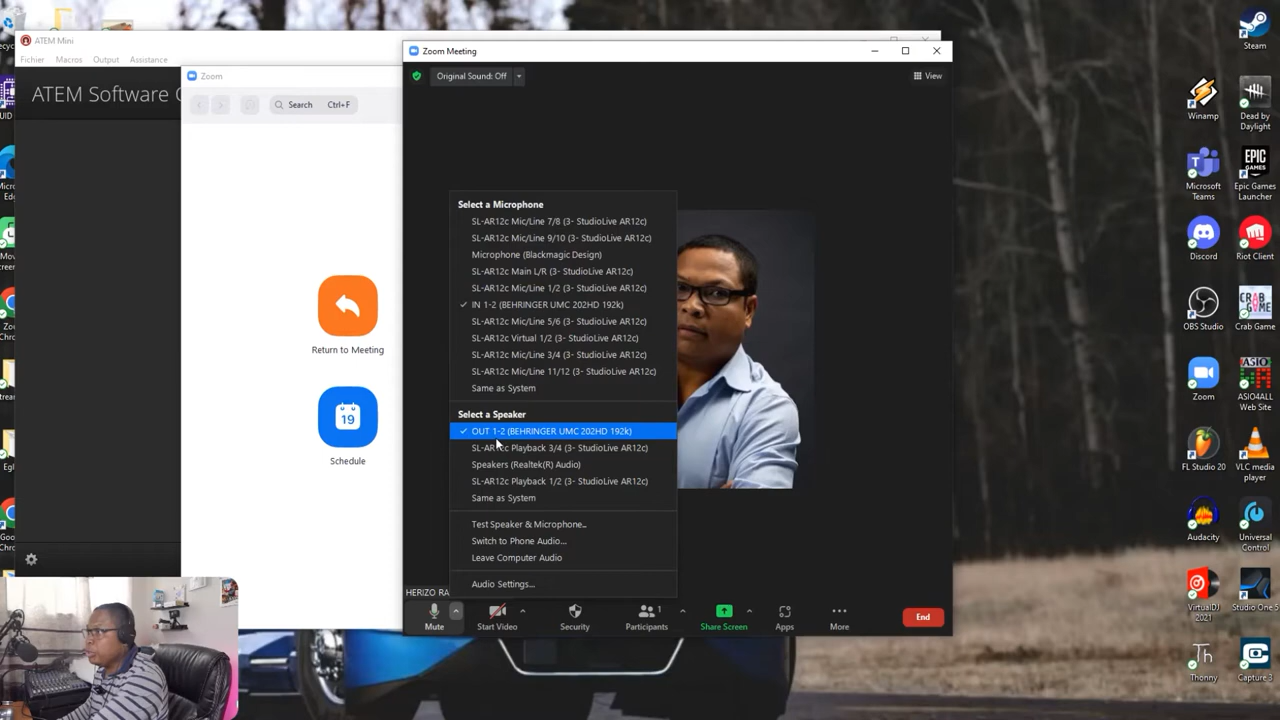 ATEM Mini
Fichier Macros Output Assistance
ATEM Software C
Zoom
Search Ctrl+F
Return to Meeting
19
Schedule
Zoom Meeting
Original Sound: Off
View
Select a Microphone
SL-AR12c Mic/Line 7/8 (3- StudioLive AR12c)
SL-AR12c Mic/Line 9/10 (3- StudioLive AR12c)
Microphone (Blackmagic Design)
SL-AR12c Main L/R (3- StudioLive AR12c)
SL-AR12c Mic/Line 1/2 (3- StudioLive AR12c)
IN 1-2 (BEHRINGER UMC 202HD 192k)
SL-AR12c Mic/Line 5/6 (3- StudioLive AR12c)
SL-AR12c Virtual 1/2 (3- StudioLive AR12c)
SL-AR12c Mic/Line 3/4 (3- StudioLive AR12c)
SL-AR12c Mic/Line 11/12 (3- StudioLive AR12c)
Same as System
Select a Speaker
OUT 1-2 (BEHRINGER UMC 202HD 192k)
SL-AR12c Playback 3/4 (3- StudioLive AR12c)
Speakers (Realtek(R) Audio)
SL-AR12c Playback 1/2 (3- StudioLive AR12c)
Same as System
Test Speaker & Microphone...
Switch to Phone Audio...
Leave Computer Audio
Audio Settings...
HERIZO RA
Mute
Start Video
Security
1
Participants
Share Screen
Apps
More
End
Steam
Winamp
Dead by
Daylight
EPIC
GAMES
Microsoft
Teams
Epic Games
Launcher
Discord
Riot Client
OBS Studio
Crab Game
CRAB
GAME
Zoom
ASIO
ASIO4ALL
Web Site
FL Studio 20
VLC media
player
Audacity
Universal
Control
VirtualDJ
2021
Studio One 5
Th
Thonny
Capture 3